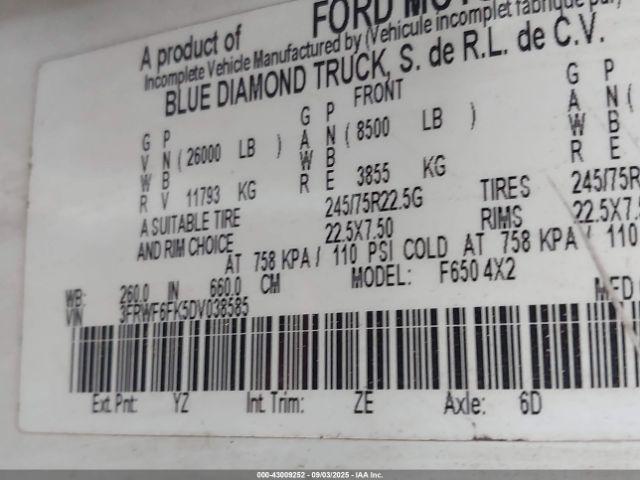 A product of FORD MOTO
Incomplete Vehicle Manufactured by (Vehicule incomplet fabrique par)
BLUE DIAMOND TRUCK, S. de R.L. de C.V.
FRONT
G P G P G P
V N ( 26000 LB ) A N ( 8500 LB ) A N (
W B W B W B
R V 11793 KG R E 3855 KG R E
A SUITABLE TIRE 245/75R22.5G TIRES 245/75R
AND RIM CHOICE 22.5X7.50 RIMS 22.5X7.5
AT 758 KPA / 110 PSI COLD AT 758 KPA / 110
WB: 260.0 IN 660.0 CM MODEL: F650 4X2 MFD
VIN 3FRWF6FK5DV038585
Ext. Pnt: YZ Int. Trim: ZE Axle: 6D
000-43009252 - 09/03/2025 - IAAI Inc.